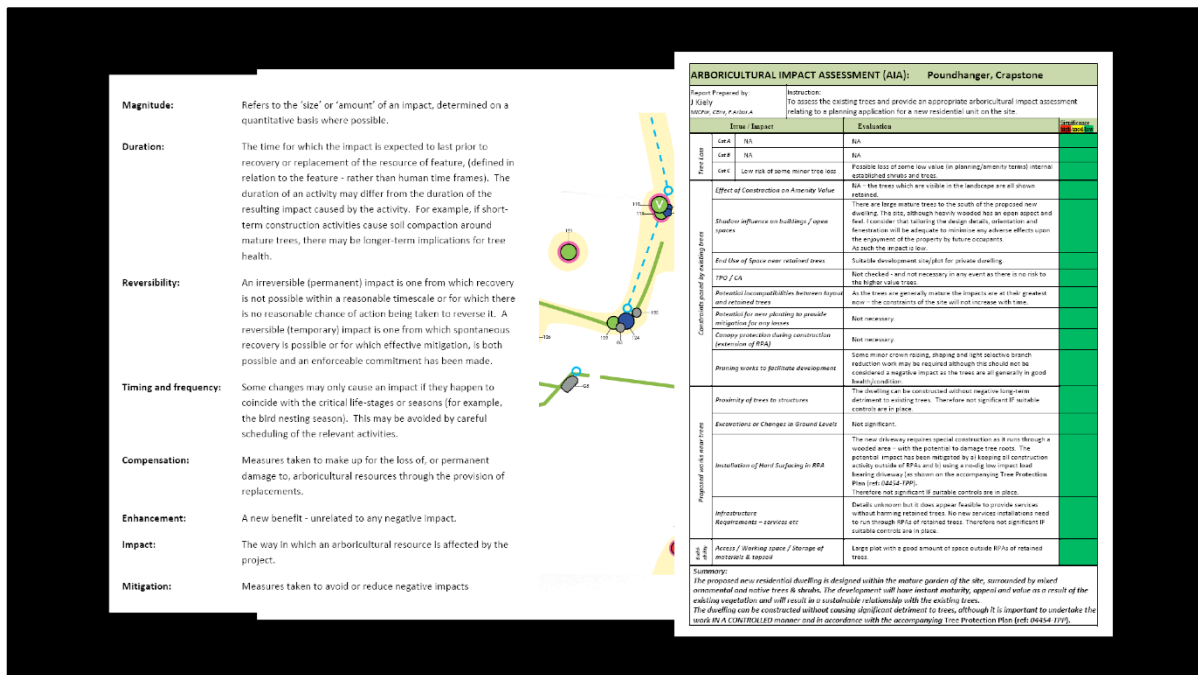 Magnitude:
Refers to the 'size' or 'amount' of an impact, determined on a
quantitative basis where possible.
Duration:
The time for which the impact is expected to last prior to
recovery or replacement of the resource of feature, (defined in
relation to the feature - rather than human time frames). The
duration of an activity may differ from the duration of the
resulting impact caused by the activity. For example, if short-
term construction activities cause soil compaction around
mature trees, there may be longer-term implications for tree
health.
Reversibility:
An irreversible (permanent) impact is one from which recovery
is not possible within a reasonable timescale or for which there
is no reasonable chance of action being taken to reverse it. A
reversible (temporary) impact is one from which spontaneous
recovery is possible or for which effective mitigation, is both
possible and an enforceable commitment has been made.
Timing and frequency:
Some changes may only cause an impact if they happen to
coincide with the critical life-stages or seasons (for example,
the bird nesting season). This may be avoided by careful
scheduling of the relevant activities.
Compensation:
Measures taken to make up for the loss of, or permanent
damage to, arboricultural resources through the provision of
replacements.
Enhancement:
A new benefit - unrelated to any negative impact.
Impact:
The way in which an arboricultural resource is affected by the
project.
Mitigation:
Measures taken to avoid or reduce negative impacts
V
ARBORICULTURAL IMPACT ASSESSMENT (AIA): Poundhanger, Crapstone
Report Prepared by
J Kiely
Instruction:
To assess the existing trees and provide an appropriate arboricultural impact assessment
relating to a planning application for a new residential unit on the site.
Issue / Impact
Evaluation
Significance
Tree Loss
Cat A
NA
NA
Cat B
NA
NA
Cat C
Low risk of some minor tree loss
Possible loss of some low value (in planning/amenity terms) internal
established shrubs and trees.
Constraints posed by existing trees
Effect of Construction on Amenity Value
NA – the trees which are visible in the landscape are all shown
retained.
Shadow influence on buildings / open
spaces
There are large mature trees to the south of the proposed new
dwelling. The site, although heavily wooded has an open aspect and
feel. I consider that tailoring the design details, orientation and
fenestration will be adequate to minimise any adverse effects upon
the enjoyment of the property by future occupants.
As such the impact is low.
End Use of Space near retained trees
Suitable development site/plot for private dwelling.
TPO / CA
Not checked - and not necessary in any event as there is no risk to
the higher value trees.
Potential incompatibilities between layout
and retained trees
As the trees are generally mature the impacts are at their greatest
now – the constraints of the site will not increase with time.
Potential for new planting to provide
mitigation for any losses
Not necessary.
Canopy protection during construction
(extension of RPA)
Not necessary.
Pruning works to facilitate development
Some minor crown raising, shaping and light selective branch
reduction work may be required although this should not be
considered a negative impact as the trees are all generally in good
health/condition.
Proposed works near trees
Proximity of trees to structures
The dwelling can be constructed without negative long-term
detriment to existing trees. Therefore not significant IF suitable
controls are in place.
Excavations or Changes in Ground Levels
Not significant.
Installation of Hard Surfacing in RPA
The new driveway requires special construction as it runs through a
wooded area – with the potential to damage tree roots. The
potential impact has been mitigated by a) keeping all construction
activity outside of RPAs and b) using a no-dig low impact load
bearing driveway (as shown on the accompanying Tree Protection
Plan (ref: 04454-TPP).
Therefore not significant IF suitable controls are in place.
Infrastructure
Requirements – services etc
Details unknown but it does appear feasible to provide services
without harming retained trees. No new services installations need
to run through RPAs of retained trees. Therefore not significant IF
suitable controls are in place.
Access / Working space / Storage of
materials & topsoil
Large plot with a good amount of space outside RPAs of retained
trees.
Summary:
The proposed new residential dwelling is designed within the mature garden of the site, surrounded by mixed
ornamental and native trees & shrubs. The development will have instant maturity, appeal and value as a result of the
existing vegetation and will result in a sustainable relationship with the existing trees.
The dwelling can be constructed without causing significant detriment to trees, although it is important to undertake the
work IN A CONTROLLED manner and in accordance with the accompanying Tree Protection Plan (ref: 04454-TPP).